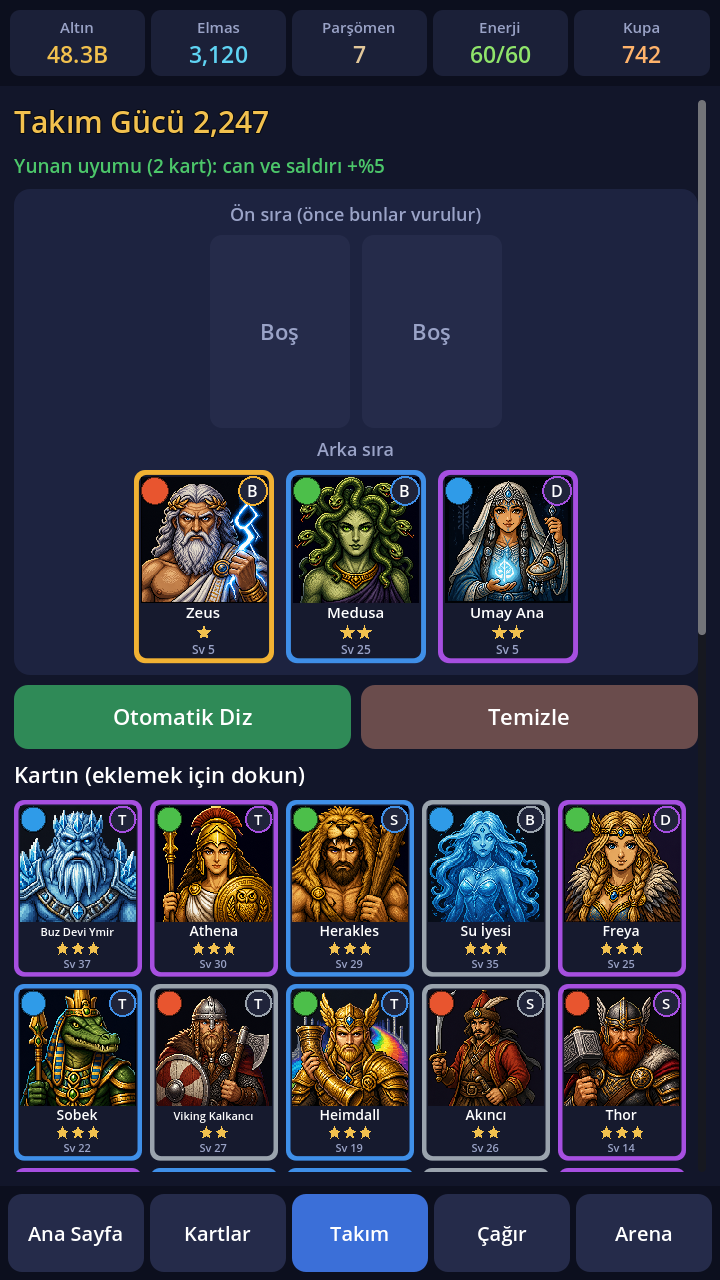 Altın
48.3B
Elmas
3,120
Parşömen
7
Enerji
60/60
Kupa
742
Takım Gücü 2,247
Yunan uyumu (2 kart): can ve saldırı +%5
Ön sıra (önce bunlar vurulur)
Boş
Boş
Arka sıra
B
Zeus
Sv 5
B
Medusa
Sv 25
D
Umay Ana
Sv 5
Otomatik Diz
Temizle
Kartın (eklemek için dokun)
T
Buz Devi Ymir
Sv 37
T
Athena
Sv 30
S
Herakles
Sv 29
B
Su İyesi
Sv 35
D
Freya
Sv 25
T
Sobek
Sv 22
T
Viking Kalkancı
Sv 27
T
Heimdall
Sv 19
S
Akıncı
Sv 26
S
Thor
Sv 14
Ana Sayfa
Kartlar
Takım
Çağır
Arena